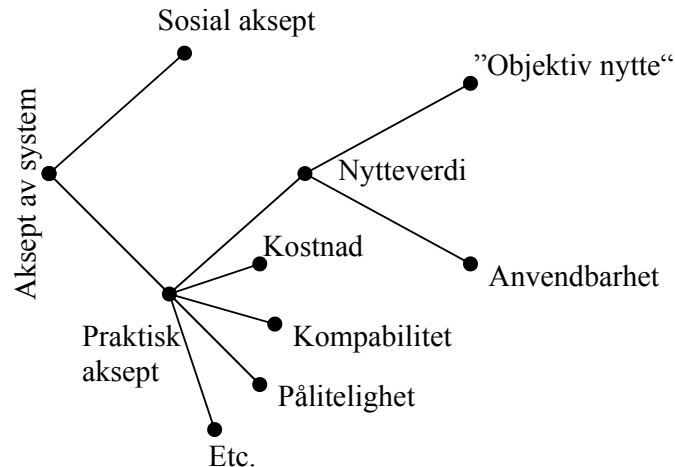 Sosial aksept
”Objektiv nytte“
Aksept av system
Nytteverdi
Kostnad
Anvendbarhet
Praktisk
aksept
Kompabilitet
Pålitelighet
Etc.